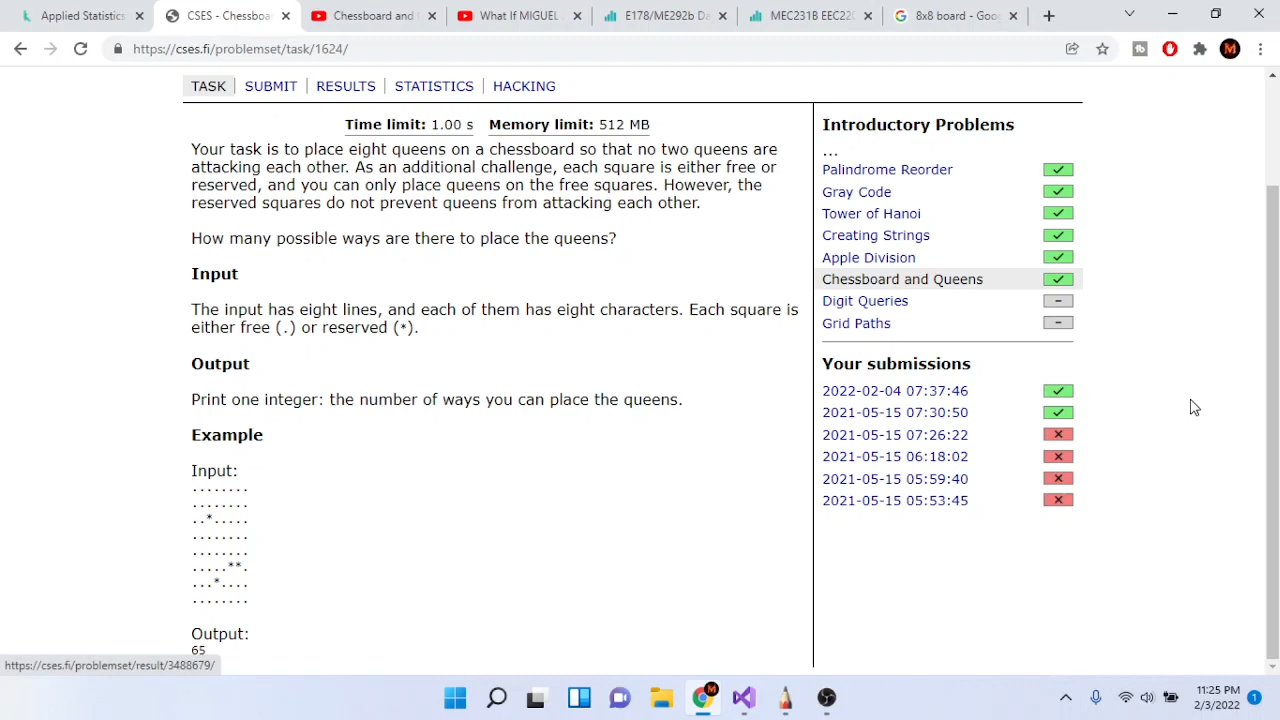 Applied Statistics
CSES - Chessboa
Chessboard and
What If MIGUEL
E178/ME292b Da
MEC231B EEC220
8x8 board - Goo
https://cses.fi/problemset/task/1624/
M
TASK
SUBMIT
RESULTS
STATISTICS
HACKING
Time limit: 1.00 s Memory limit: 512 MB
Your task is to place eight queens on a chessboard so that no two queens are
attacking each other. As an additional challenge, each square is either free or
reserved, and you can only place queens on the free squares. However, the
reserved squares do not prevent queens from attacking each other.
How many possible ways are there to place the queens?
Input
The input has eight lines, and each of them has eight characters. Each square is
either free (.) or reserved (*).
Output
Print one integer: the number of ways you can place the queens.
Example
Input:
........
........
..*.....
........
........
.....**.
...*....
........
Output:
65
Introductory Problems
...
Palindrome Reorder
Gray Code
Tower of Hanoi
Creating Strings
Apple Division
Chessboard and Queens
Digit Queries
Grid Paths
Your submissions
2022-02-04 07:37:46
2021-05-15 07:30:50
2021-05-15 07:26:22
2021-05-15 06:18:02
2021-05-15 05:59:40
2021-05-15 05:53:45
https://cses.fi/problemset/result/3488679/
M
11:25 PM
2/3/2022
1